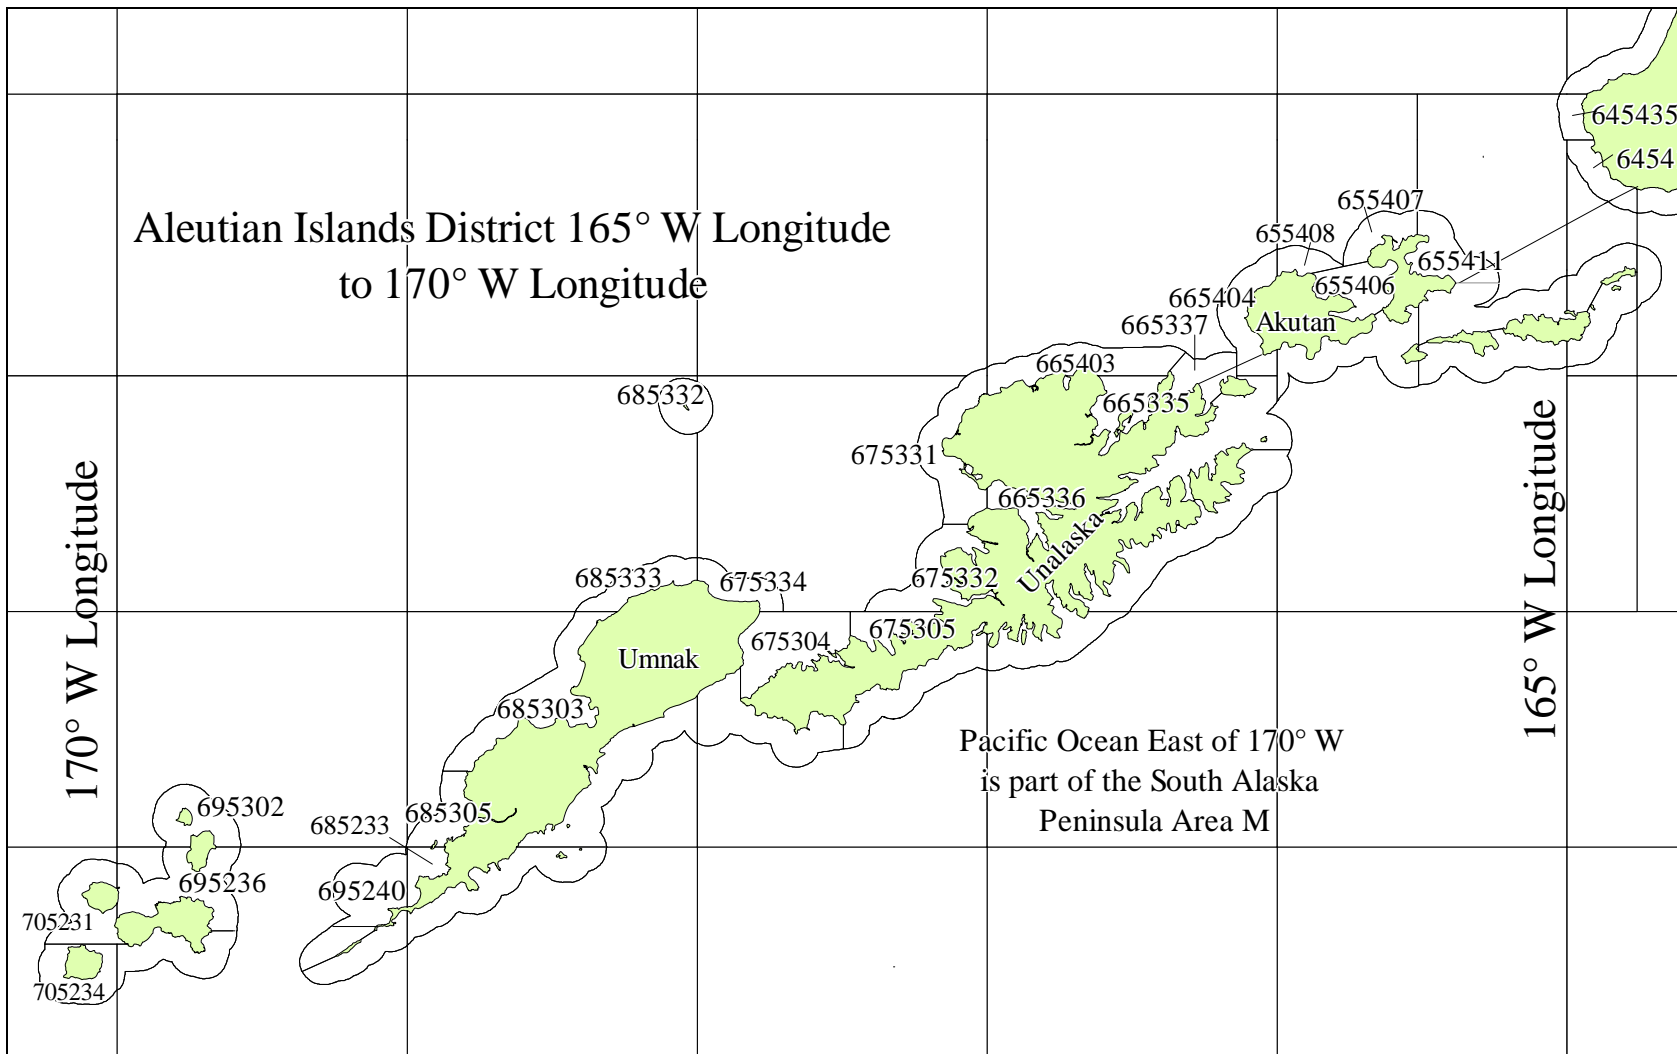 645435
6454
655407
Aleutian Islands District 165° W Longitude
to 170° W Longitude
655408
655411
655406
665404
Akutan
665337
665403
685332
665335
675331
170° W Longitude
165° W Longitude
665336
Unalaska
685333
675334
675332
675304
675305
Umnak
685303
Pacific Ocean East of 170° W
is part of the South Alaska
Peninsula Area M
695302
685233
685305
695236
695240
705231
705234